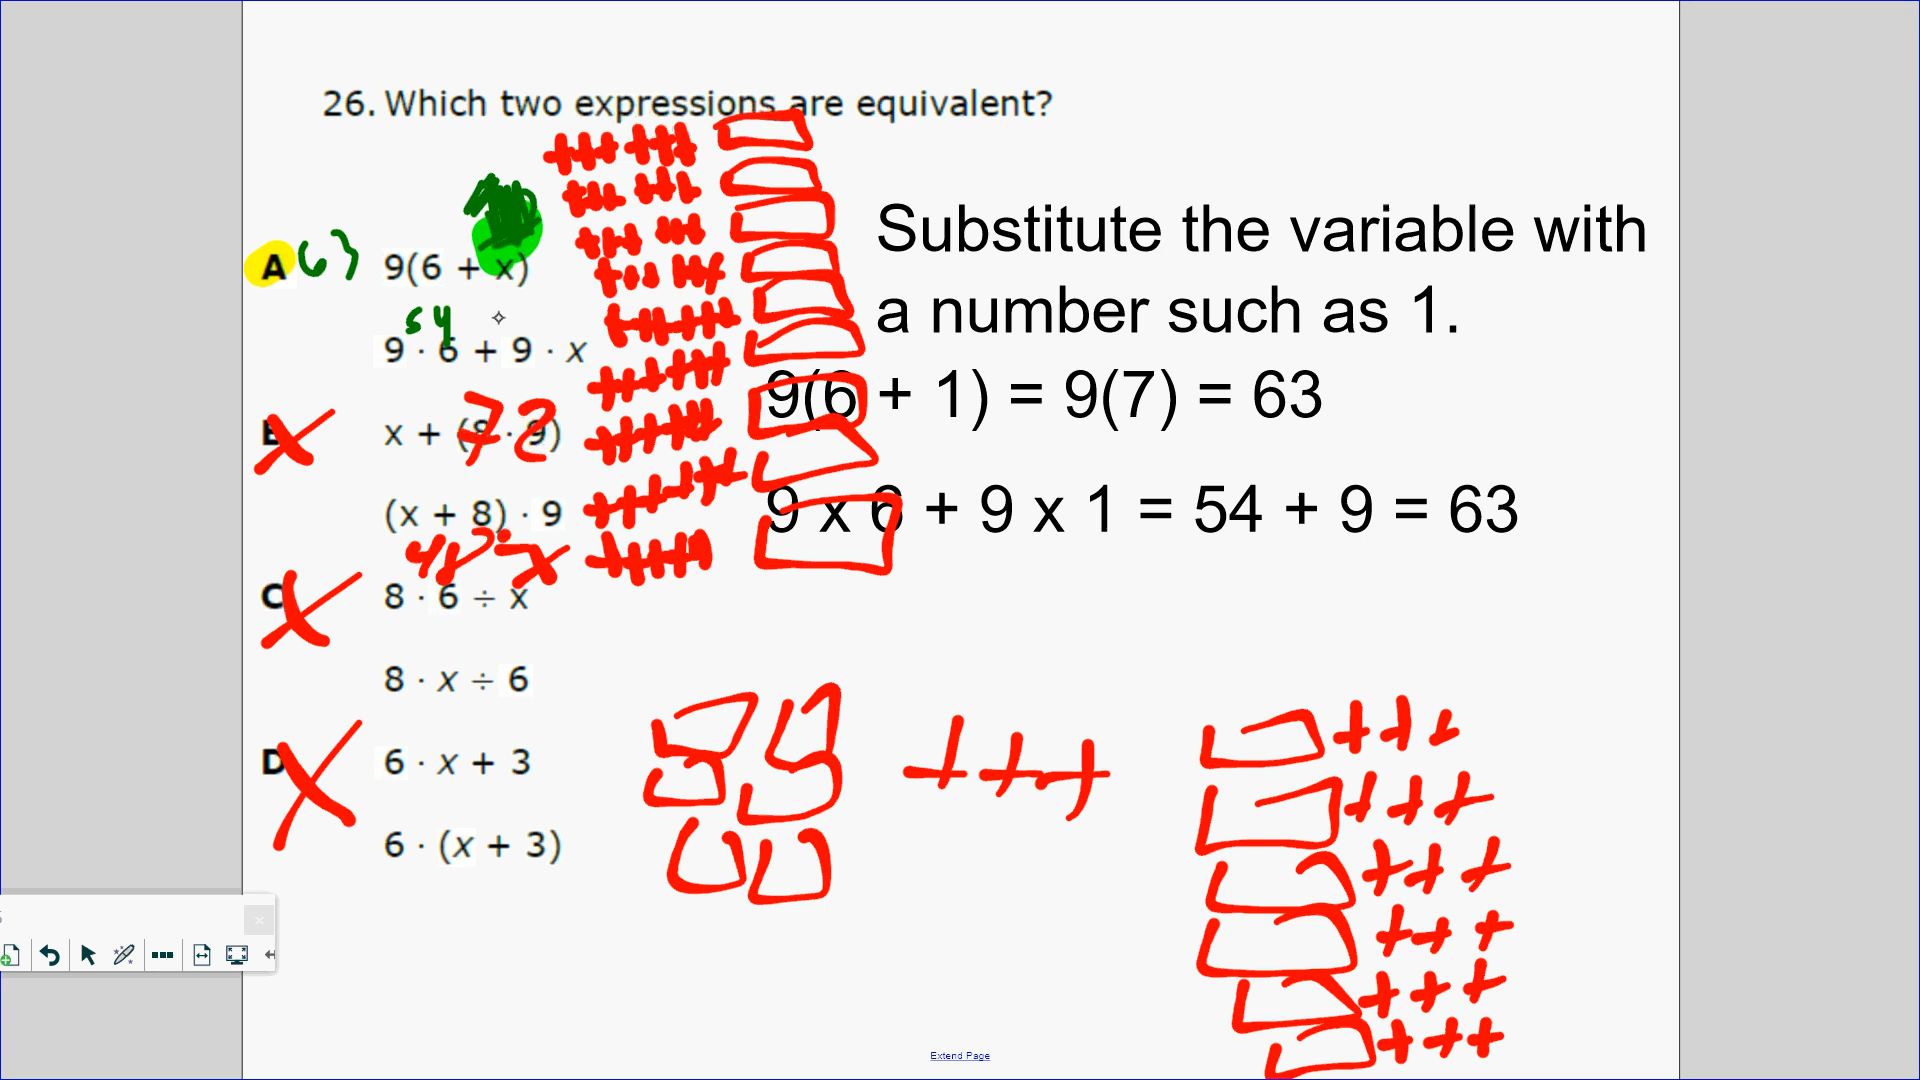 26. Which two expressions are equivalent?
A 63 9(6 + x)
54
9 · 6 + 9 · x
72
B x + (8 · 9)
(x + 8) · 9
48 ÷ x
C 8 · 6 ÷ x
8 · x ÷ 6
D 6 · x + 3
6 · (x + 3)
Substitute the variable with
a number such as 1.
9(6 + 1) = 9(7) = 63
9 x 6 + 9 x 1 = 54 + 9 = 63
Extend Page